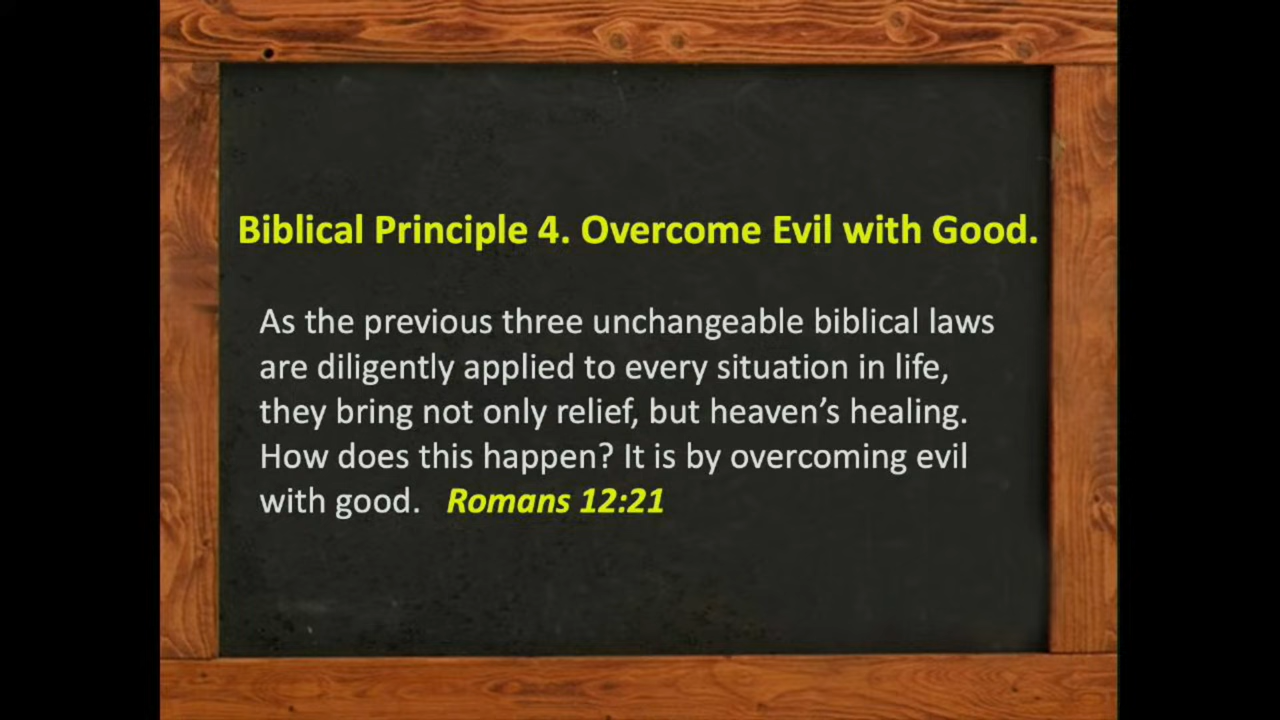 Biblical Principle 4. Overcome Evil with Good.
As the previous three unchangeable biblical laws
are diligently applied to every situation in life,
they bring not only relief, but heaven’s healing.
How does this happen? It is by overcoming evil
with good. Romans 12:21